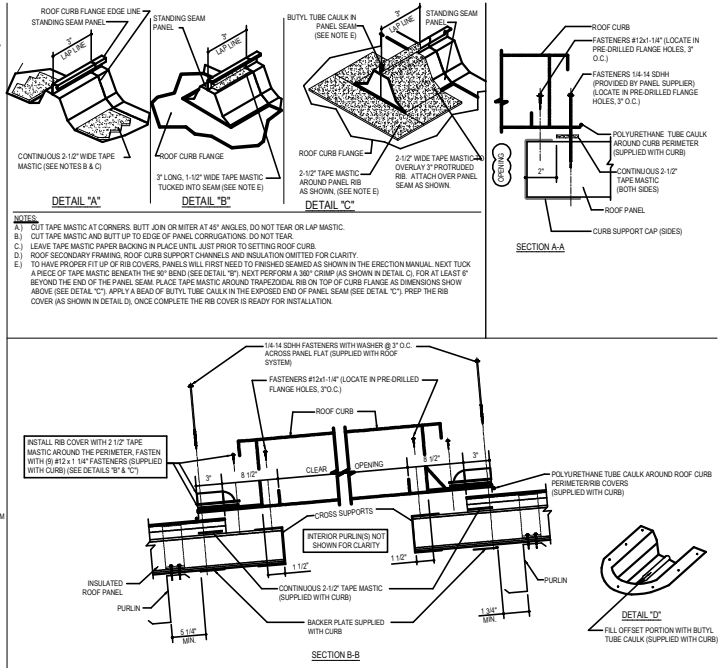 ROOF CURB FLANGE EDGE LINE
STANDING SEAM
PANEL
3"
LAP LINE
CONTINUOUS 2-1/2" WIDE TAPE
MASTIC (SEE NOTES B & C)
DETAIL "A"
STANDING SEAM
PANEL
3"
LAP LINE
ROOF CURB FLANGE
3" LONG, 1-1/2" WIDE TAPE MASTIC
TUCKED INTO SEAM (SEE NOTE E)
DETAIL "B"
BUTYL TUBE CAULK IN
PANEL SEAM
(SEE NOTE E)
STANDING SEAM
PANEL
3"
LAP LINE
ROOF CURB FLANGE
2-1/2" TAPE MASTIC
AROUND PANEL RIB
AS SHOWN, (SEE NOTE E)
2-1/2" WIDE TAPE MASTIC TO
OVERLAY 3" PROTRUDED
RIB. ATTACH OVER PANEL
SEAM AS SHOWN.
DETAIL "C"
ROOF CURB
FASTENERS #12x1-1/4" (LOCATE IN
PRE-DRILLED FLANGE HOLES, 3"
O.C.)
FASTENERS 1/4-14 SDHH
(PROVIDED BY PANEL SUPPLIER)
(LOCATE IN PRE-DRILLED FLANGE
HOLES, 3" O.C.)
POLYURETHANE TUBE CAULK
AROUND CURB PERIMETER
(SUPPLIED WITH CURB)
OPENING
2"
CONTINUOUS 2-1/2"
TAPE MASTIC
(BOTH SIDES)
ROOF PANEL
CURB SUPPORT CAP (SIDES)
SECTION A-A
NOTES:
A.) CUT TAPE MASTIC AT CORNERS. BUTT JOIN OR MITER AT 45° ANGLES, DO NOT TEAR OR LAP MASTIC.
B.) CUT TAPE MASTIC AND BUTT UP TO EDGE OF PANEL CORRUGATIONS. DO NOT TEAR.
C.) LEAVE TAPE MASTIC PAPER BACKING IN PLACE UNTIL JUST PRIOR TO SETTING ROOF CURB.
D.) ROOF SECONDARY FRAMING, ROOF CURB SUPPORT CHANNELS AND INSULATION OMITTED FOR CLARITY.
E.) TO HAVE PROPER FIT UP OF RIB COVERS, PANELS WILL FIRST NEED TO FINISHED SEAMED AS SHOWN IN THE ERECTION MANUAL. NEXT TUCK
A PIECE OF TAPE MASTIC BENEATH THE 90° BEND (SEE DETAIL "B"). NEXT PERFORM A 360° CRIMP (AS SHOWN IN DETAIL C), FOR AT LEAST 6"
BEYOND THE END OF THE PANEL SEAM. PLACE TAPE MASTIC AROUND TRAPEZOIDAL RIB ON TOP OF CURB FLANGE AS DIMENSIONS SHOW
ABOVE (SEE DETAIL "C"). APPLY A BEAD OF BUTYL TUBE CAULK IN THE EXPOSED END OF PANEL SEAM (SEE DETAIL "C"). PREP THE RIB
COVER (AS SHOWN IN DETAIL D), ONCE COMPLETE THE RIB COVER IS READY FOR INSTALLATION.
1/4-14 SDHH FASTENERS WITH WASHER @ 3" O.C.
ACROSS PANEL FLAT (SUPPLIED WITH ROOF
SYSTEM)
FASTENERS #12x1-1/4" (LOCATE IN PRE-DRILLED
FLANGE HOLES, 3"O.C.)
ROOF CURB
INSTALL RIB COVER WITH 2 1/2" TAPE
MASTIC AROUND THE PERIMETER, FASTEN
WITH (9) #12 x 1 1/4" FASTENERS (SUPPLIED
WITH CURB) (SEE DETAILS "B" & "C")
3"
8 1/2"
CLEAR
OPENING
8 1/2"
3"
POLYURETHANE TUBE CAULK AROUND ROOF CURB
PERIMETER/RIB COVERS
(SUPPLIED WITH CURB)
CROSS SUPPORTS
INTERIOR PURLIN(S) NOT
SHOWN FOR CLARITY
1 1/2"
1 1/2"
INSULATED
ROOF PANEL
PURLIN
CONTINUOUS 2-1/2" TAPE MASTIC
(SUPPLIED WITH CURB)
PURLIN
5 1/4"
MIN.
BACKER PLATE SUPPLIED
WITH CURB
1 3/4"
MIN.
SECTION B-B
DETAIL "D"
FILL OFFSET PORTION WITH BUTYL
TUBE CAULK (SUPPLIED WITH CURB)
M